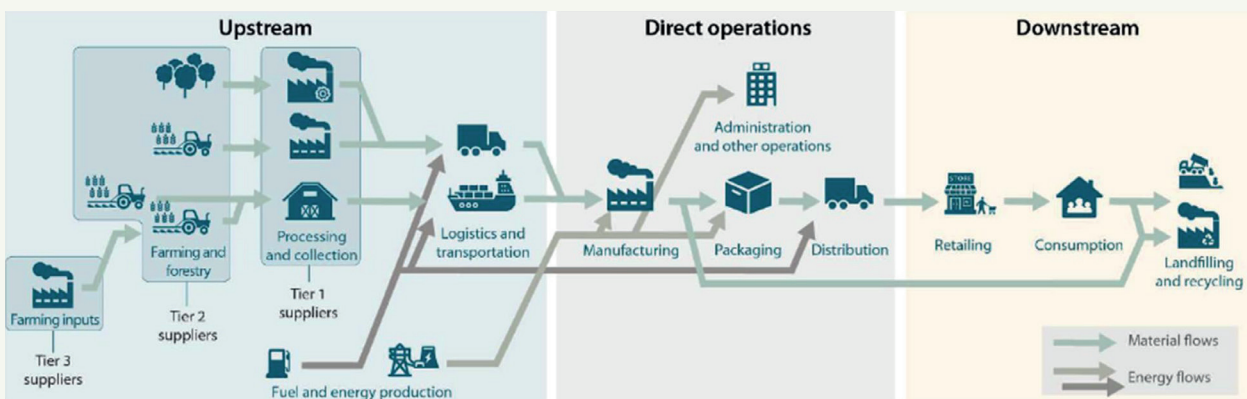 Upstream
Direct operations
Downstream
Administration
and other operations
Farming and
forestry
Processing
and collection
Logistics and
transportation
Manufacturing
Packaging
Distribution
STORE
Retailing
Consumption
Landfilling
and recycling
Farming inputs
Tier 1
suppliers
Tier 2
suppliers
Tier 3
suppliers
Fuel and energy production
Material flows
Energy flows